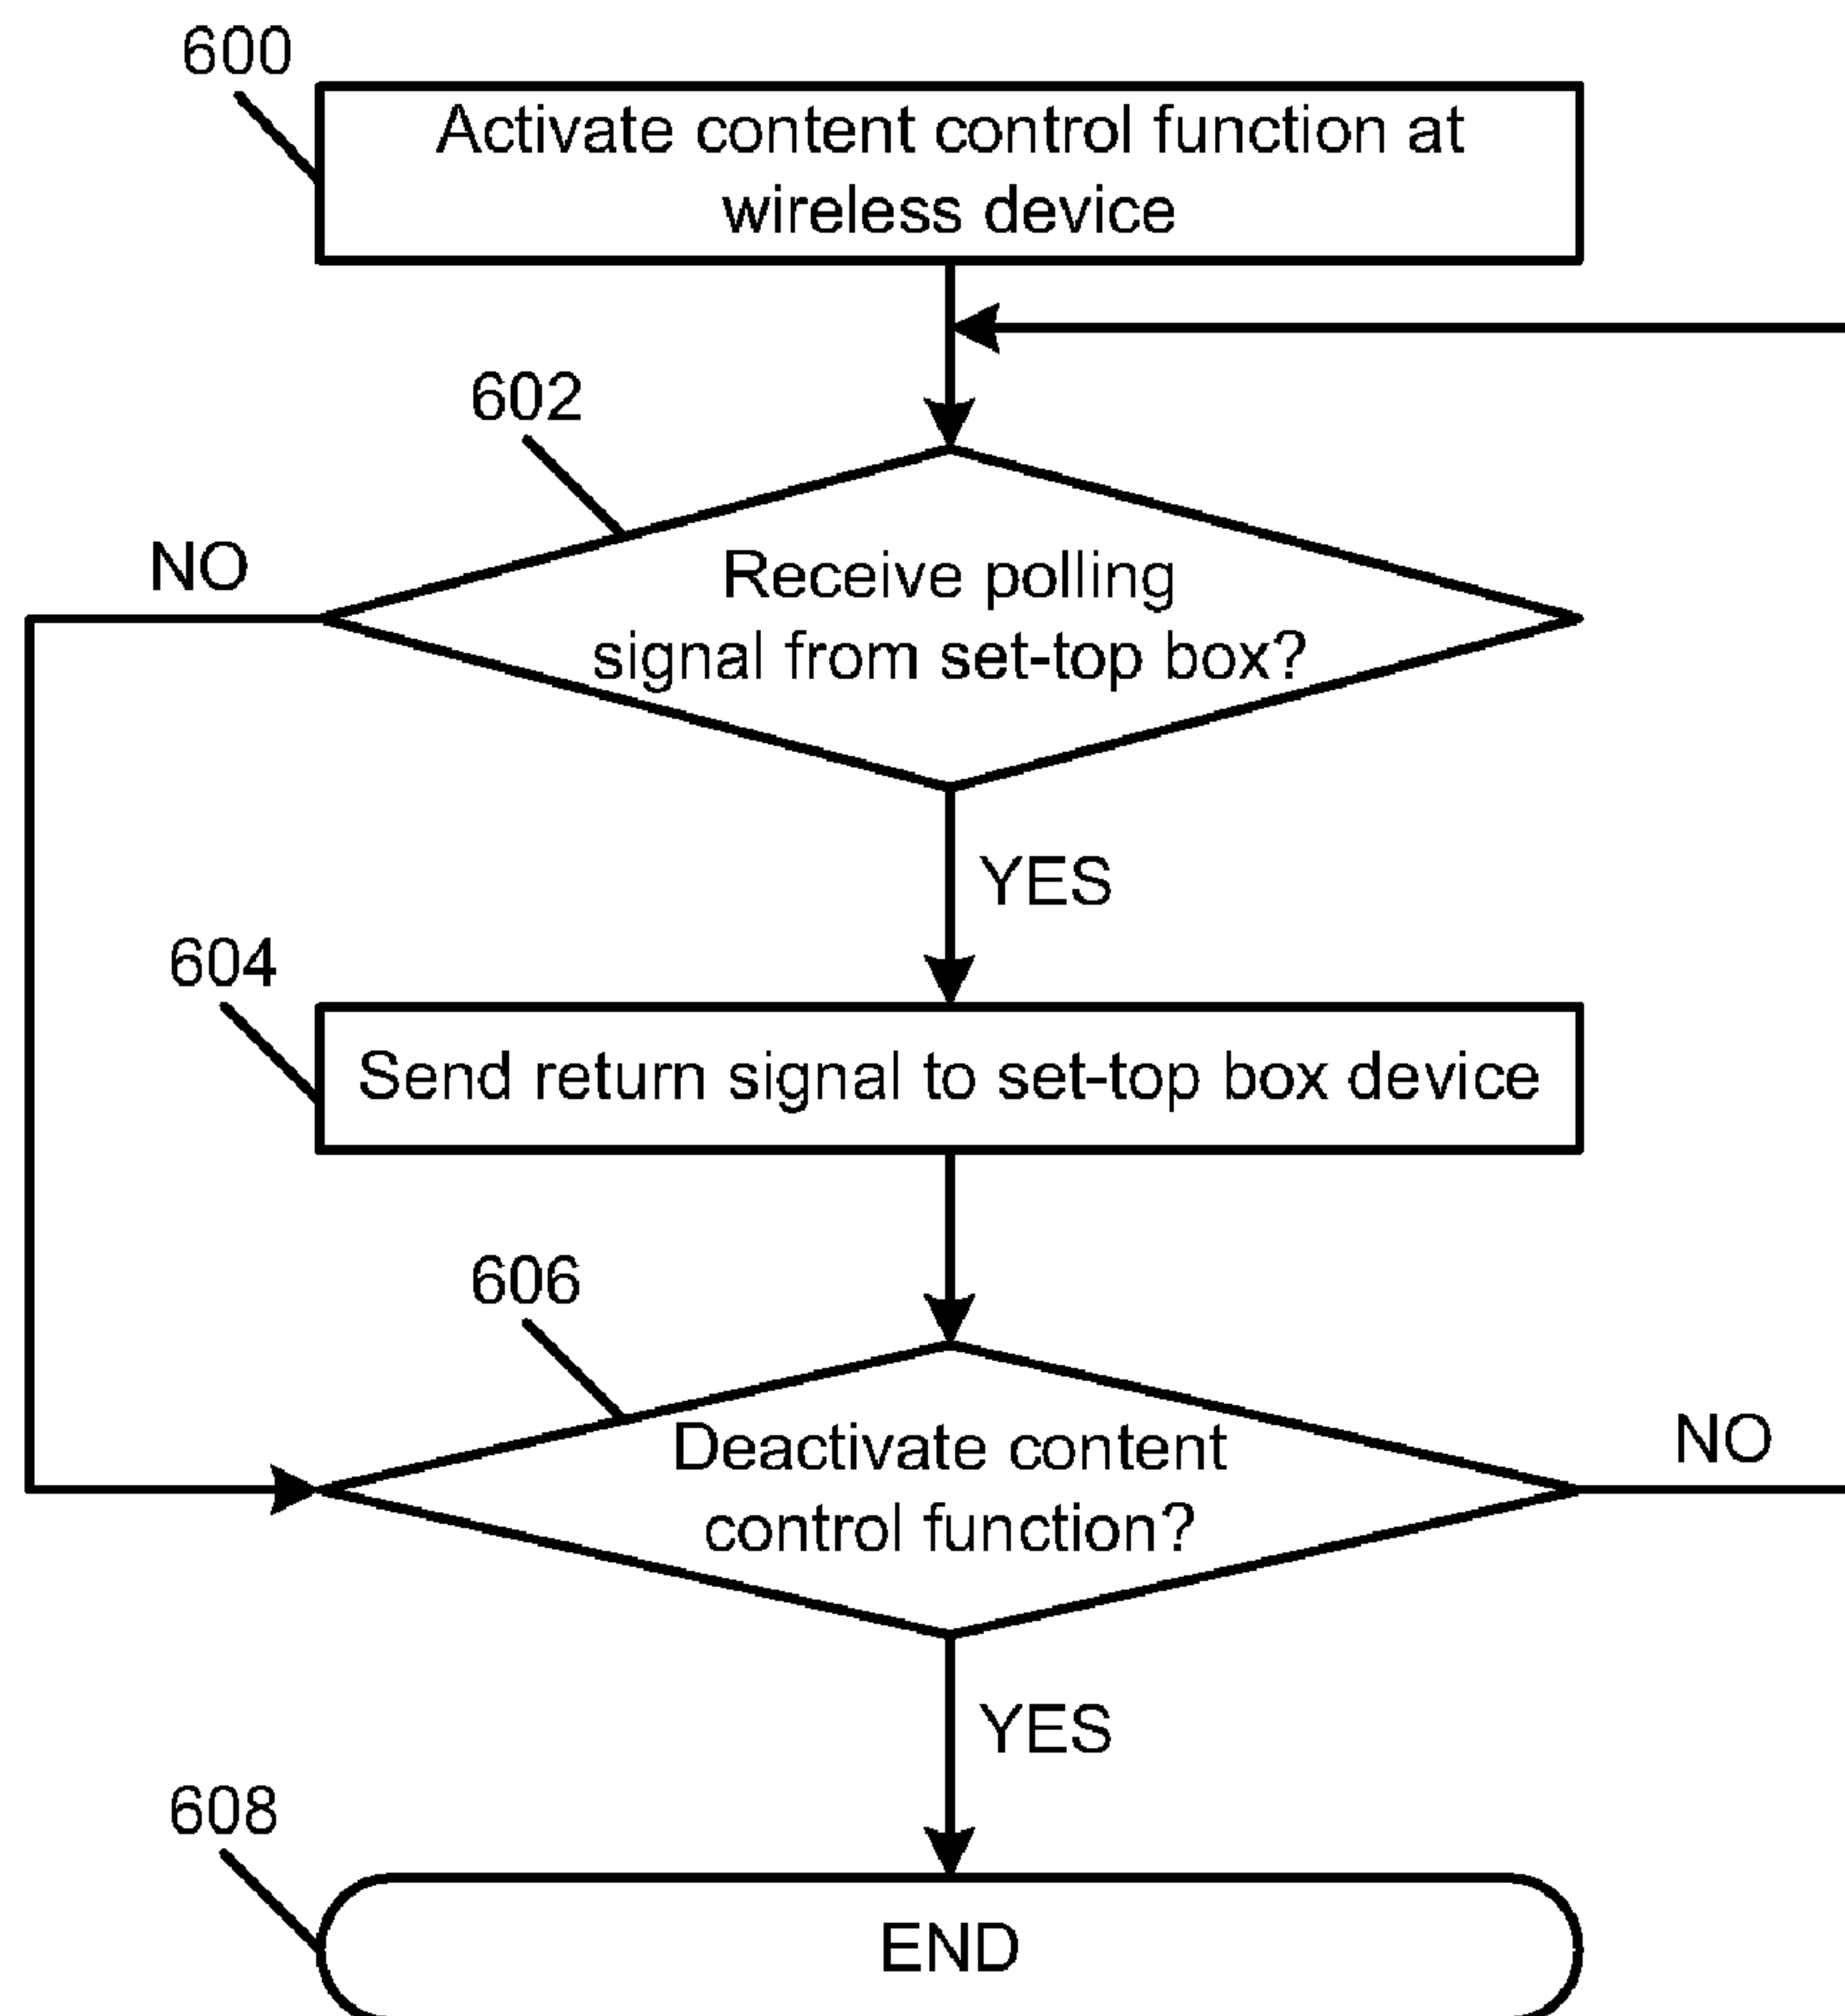 600
Activate content control function at
wireless device
602
NO
Receive polling
signal from set-top box?
YES
604
Send return signal to set-top box device
606
Deactivate content
control function?
NO
YES
608
END